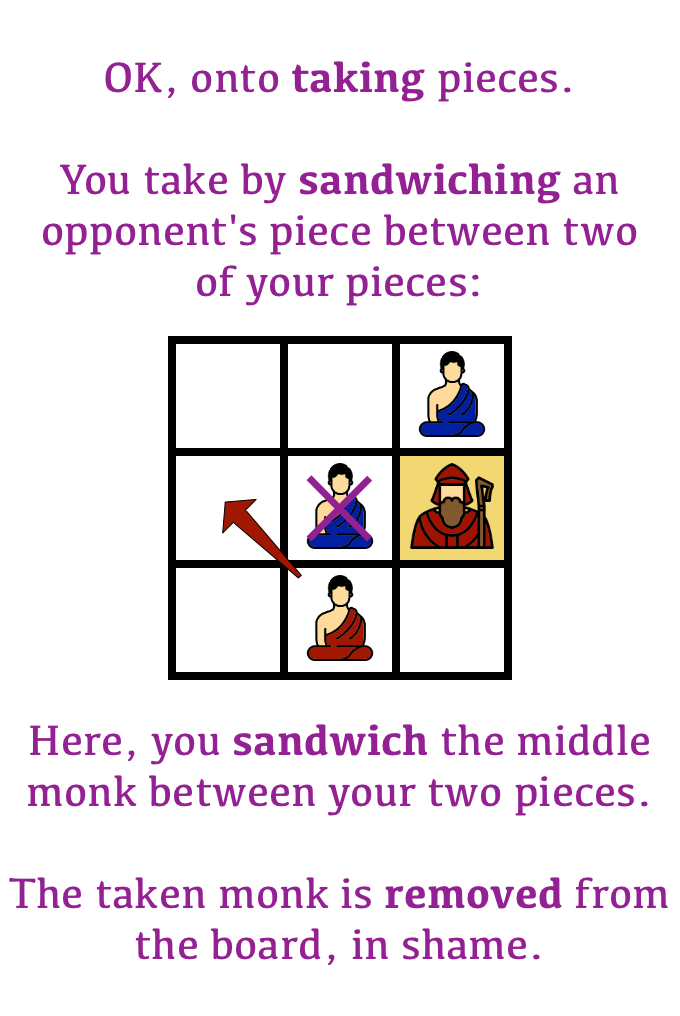 OK, onto taking pieces.
You take by sandwiching an
opponent's piece between two
of your pieces:
Here, you sandwich the middle
monk between your two pieces.
The taken monk is removed from
the board, in shame.